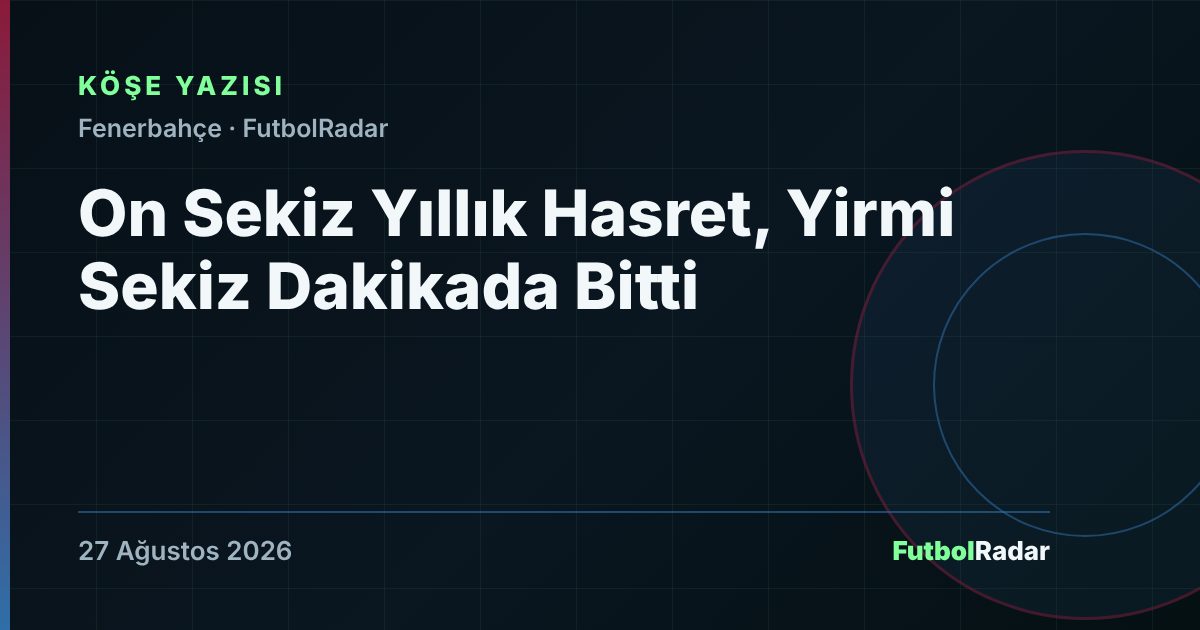 KÖŞE YAZISI
Fenerbahçe · FutbolRadar
On Sekiz Yıllık Hasret, Yirmi
Sekiz Dakikada Bitti
27 Ağustos 2026
FutbolRadar